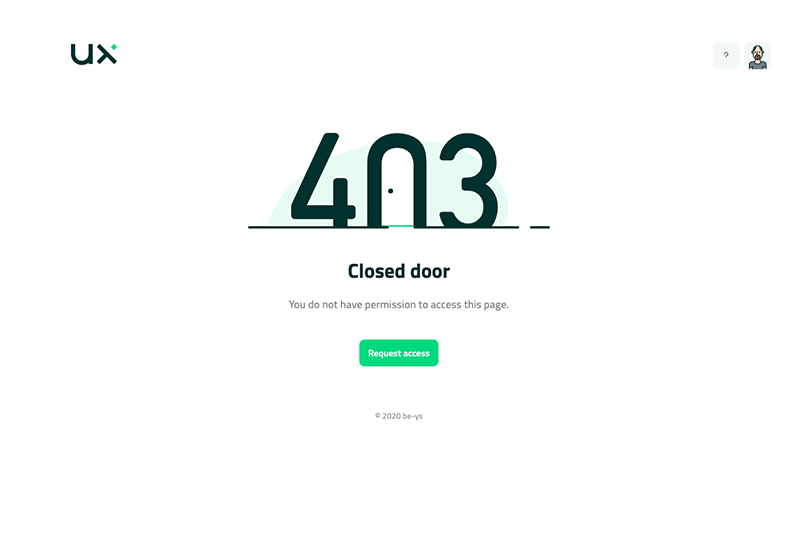 ux
?
403
Closed door
You do not have permission to access this page.
Request access
© 2020 be-ys